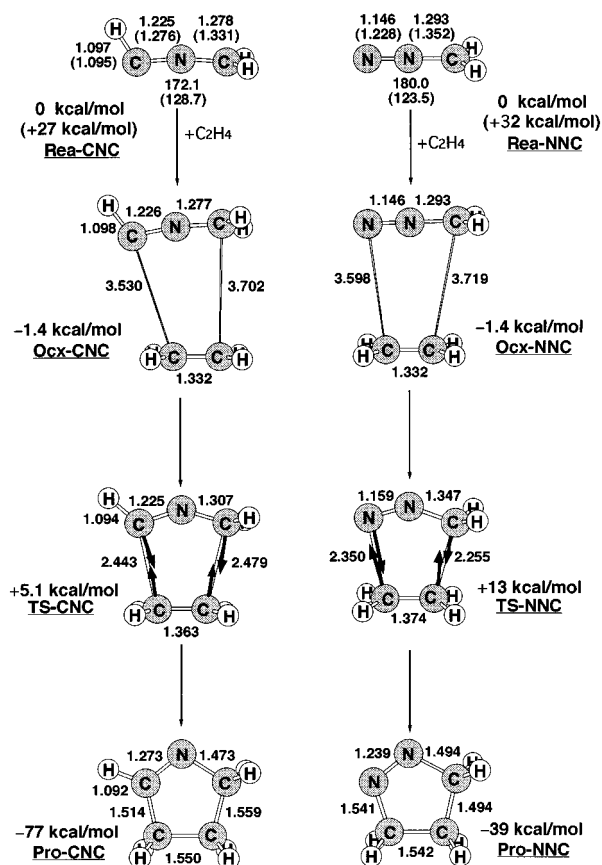 1.225 1.278
H (1.276) (1.331)
1.097
(1.095) C N C H H
172.1
(128.7)
0 kcal/mol
(+27 kcal/mol)
Rea-CNC
+C2H4
H 1.226 1.277 H
N C H
1.098 C
3.530 3.702
−1.4 kcal/mol
Ocx-CNC
H C C H
1.332
H 1.225 1.307
N H
1.094 C C
2.443 2.479
+5.1 kcal/mol
TS-CNC
H C C H
1.363
1.273 N 1.473
H C C H
1.092
1.514 1.559
−77 kcal/mol
Pro-CNC
C C
H H H H
1.550
1.146 1.293
(1.228) (1.352)
N N C H H
180.0
(123.5)
0 kcal/mol
(+32 kcal/mol)
Rea-NNC
+C2H4
1.146 1.293
N N C H H
3.598 3.719
−1.4 kcal/mol
Ocx-NNC
H H C C H H
1.332
1.159 1.347
N N C H H
2.350 2.255
+13 kcal/mol
TS-NNC
H H C C H H
1.374
1.239 N 1.494
N C H H
1.541 1.494
−39 kcal/mol
Pro-NNC
C C
H H H H
1.542